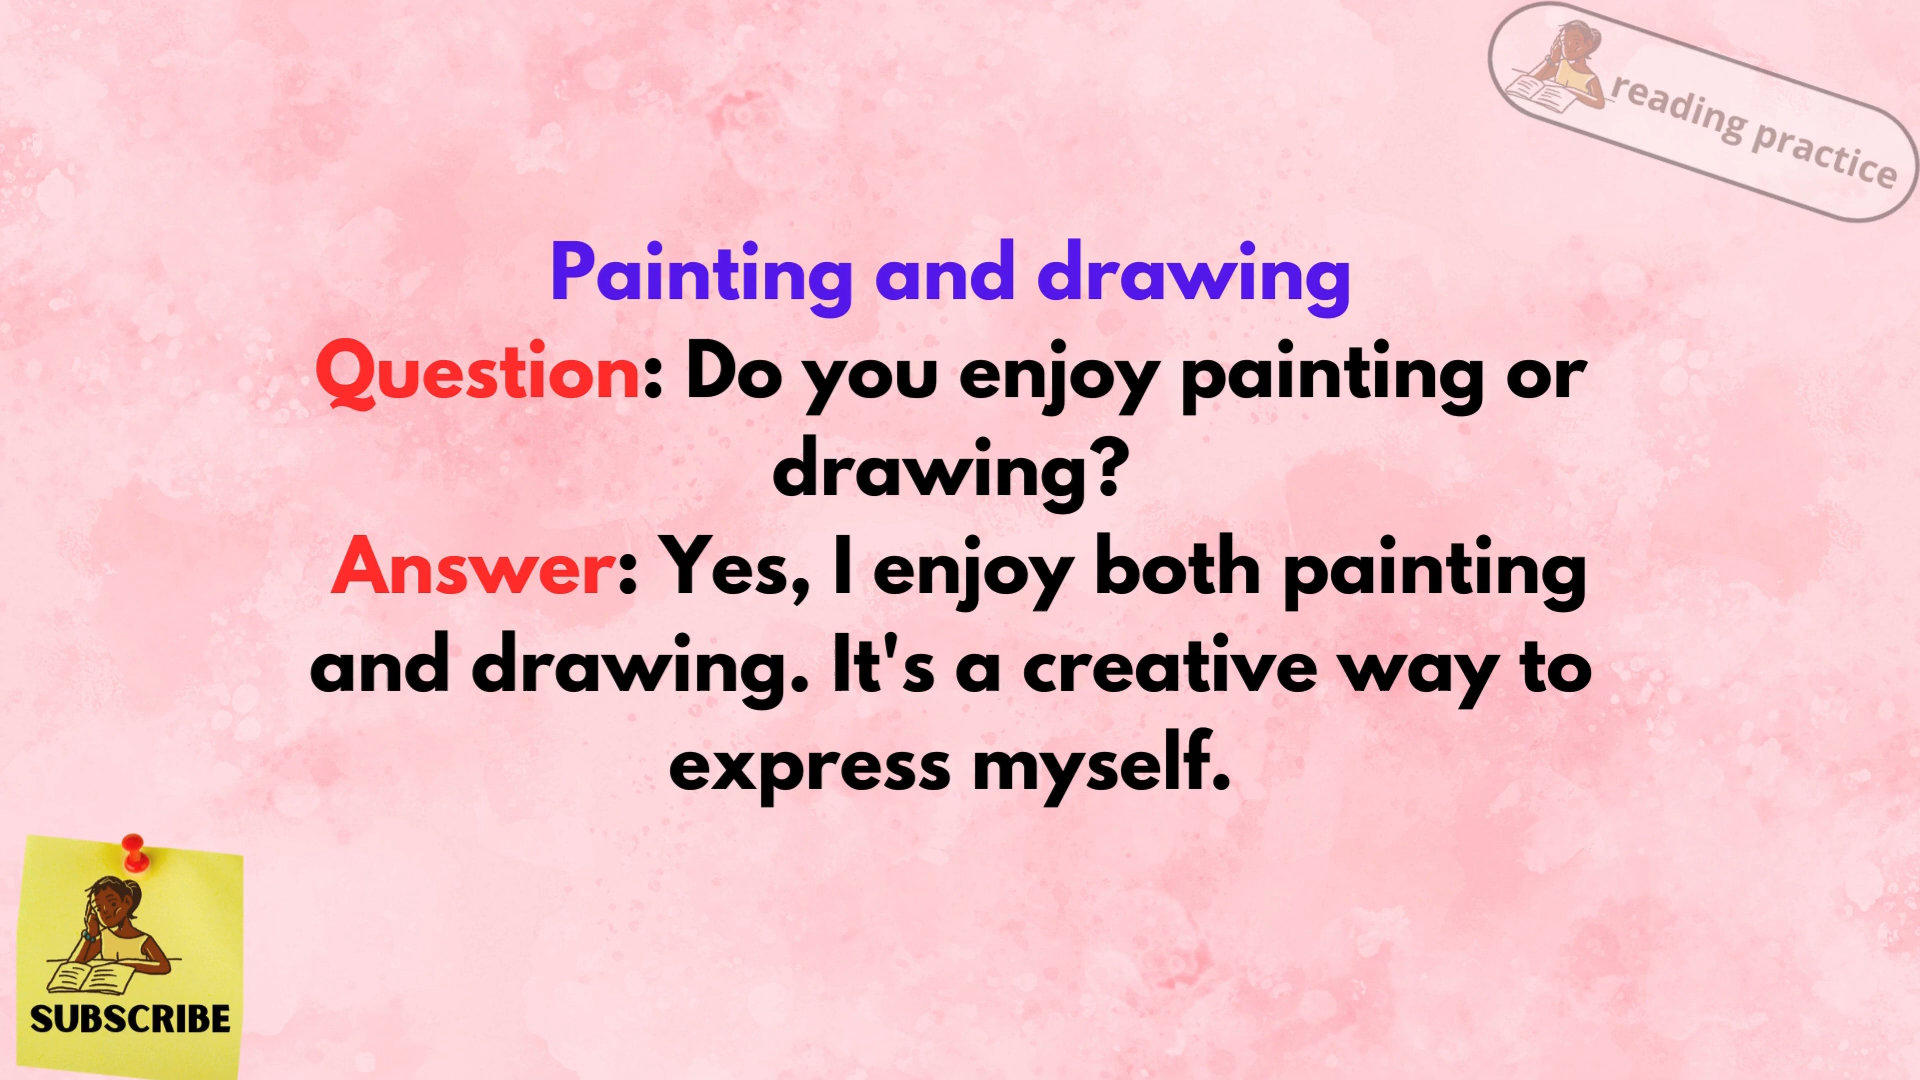 reading practice
Painting and drawing
Question: Do you enjoy painting or
drawing?
Answer: Yes, I enjoy both painting
and drawing. It's a creative way to
express myself.
SUBSCRIBE